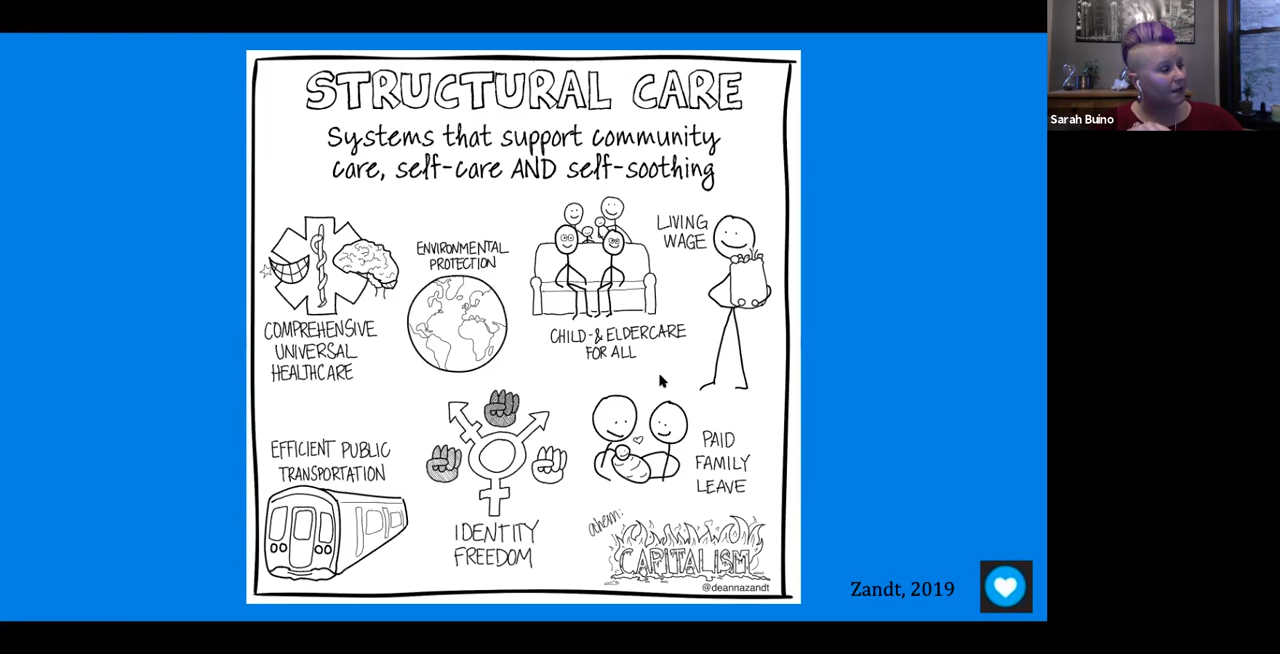 STRUCTURAL CARE
Systems that support community
care, self-care AND self-soothing
COMPREHENSIVE
UNIVERSAL
HEALTHCARE
ENVIRONMENTAL
PROTECTION
CHILD-& ELDERCARE
FOR ALL
LIVING
WAGE
EFFICIENT PUBLIC
TRANSPORTATION
IDENTITY
FREEDOM
PAID
FAMILY
LEAVE
ahem:
CAPITALISM
@deannazandt
Zandt, 2019
Sarah Buino